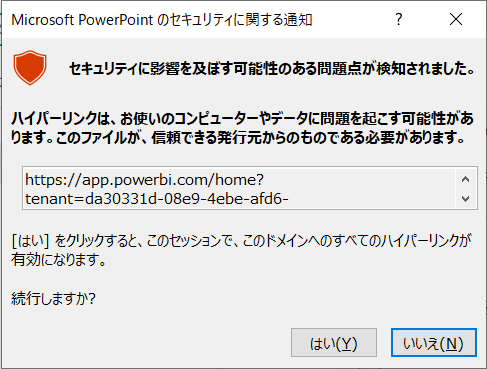 Microsoft PowerPoint のセキュリティに関する通知
?
×
セキュリティに影響を及ぼす可能性のある問題点が検知されました。
ハイパーリンクは、お使いのコンピューターやデータに問題を起こす可能性があ
ります。このファイルが、信頼できる発行元からのものである必要があります。
https://app.powerbi.com/home?
tenant=da30331d-08e9-4ebe-afd6-
[はい] をクリックすると、このセッションで、このドメインへのすべてのハイパーリンクが
有効になります。
続行しますか?
はい(Y)
いいえ(N)